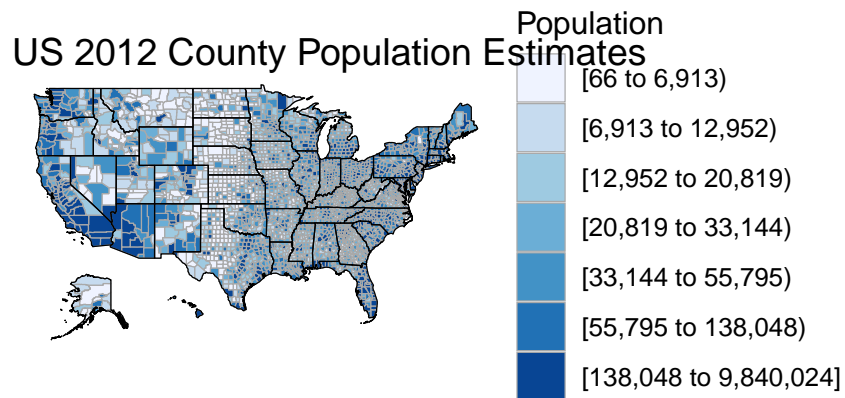 US 2012 County Population Estimates
Population
[66 to 6,913)
[6,913 to 12,952)
[12,952 to 20,819)
[20,819 to 33,144)
[33,144 to 55,795)
[55,795 to 138,048)
[138,048 to 9,840,024]